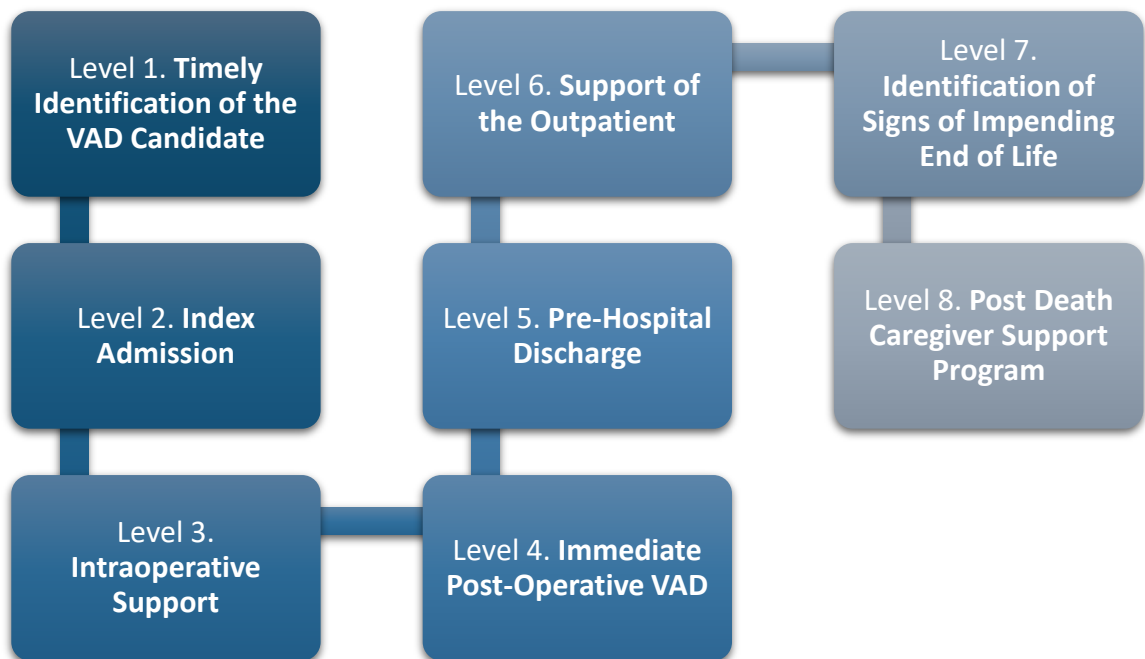 Level 1. Timely
Identification of the
VAD Candidate
Level 2. Index
Admission
Level 3.
Intraoperative
Support
Level 4. Immediate
Post-Operative VAD
Level 5. Pre-Hospital
Discharge
Level 6. Support of
the Outpatient
Level 7.
Identification of
Signs of Impending
End of Life
Level 8. Post Death
Caregiver Support
Program